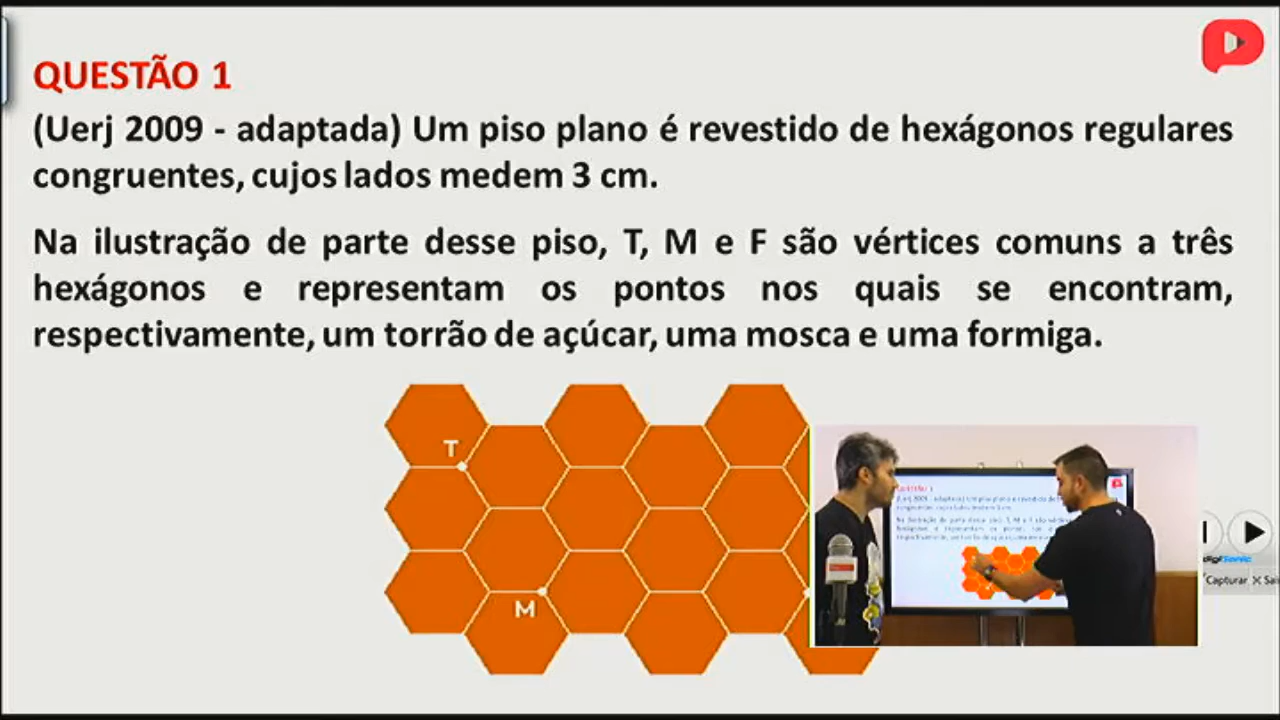 QUESTÃO 1
(Uerj 2009 - adaptada) Um piso plano é revestido de hexágonos regulares
congruentes, cujos lados medem 3 cm.
Na ilustração de parte desse piso, T, M e F são vértices comuns a três
hexágonos e representam os pontos nos quais se encontram,
respectivamente, um torrão de açúcar, uma mosca e uma formiga.
T
M
Capturar